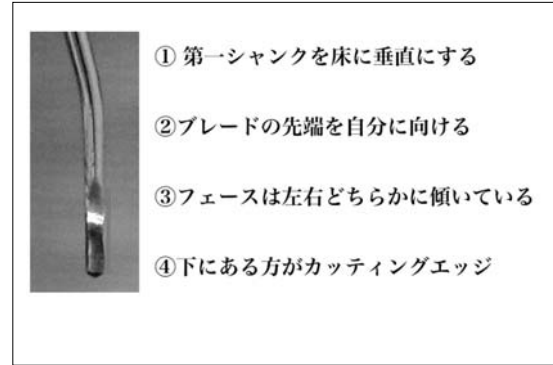 ① 第一シャンクを床に垂直にする
②ブレードの先端を自分に向ける
③フェースは左右どちらかに傾いている
④下にある方がカッティングエッジ